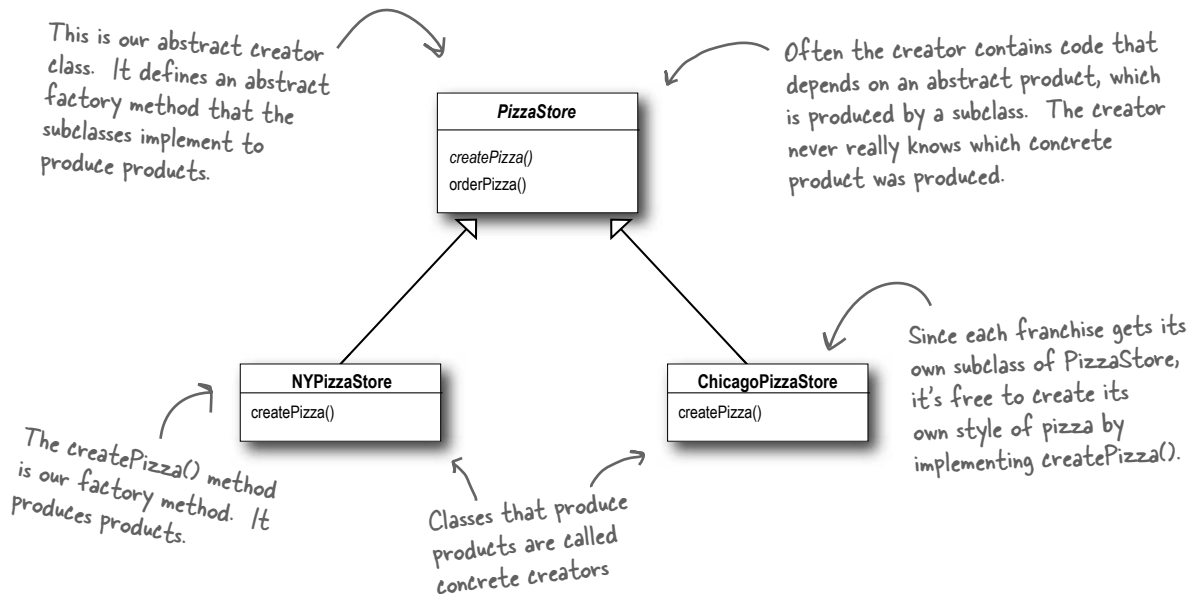 This is our abstract creator
class. It defines an abstract
factory method that the
subclasses implement to
produce products.
Often the creator contains code that
depends on an abstract product, which
is produced by a subclass. The creator
never really knows which concrete
product was produced.
PizzaStore
createPizza()
orderPizza()
NYPizzaStore
createPizza()
ChicagoPizzaStore
createPizza()
Since each franchise gets its
own subclass of PizzaStore,
it's free to create its
own style of pizza by
implementing createPizza().
The createPizza() method
is our factory method. It
produces products.
Classes that produce
products are called
concrete creators